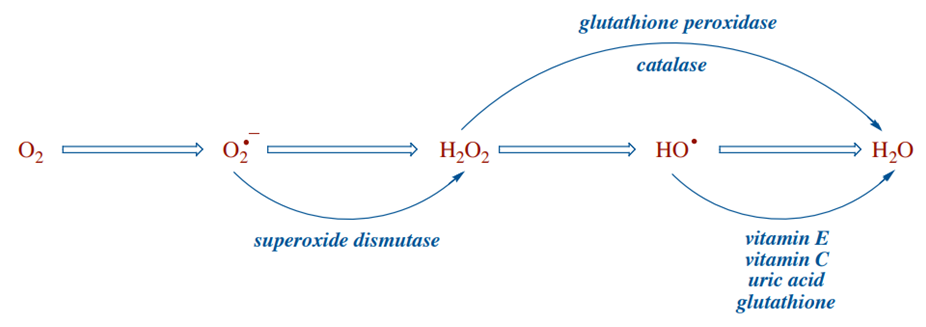 glutathione peroxidase
catalase
O₂ O₂•⁻ H₂O₂ HO• H₂O
superoxide dismutase
vitamin E
vitamin C
uric acid
glutathione